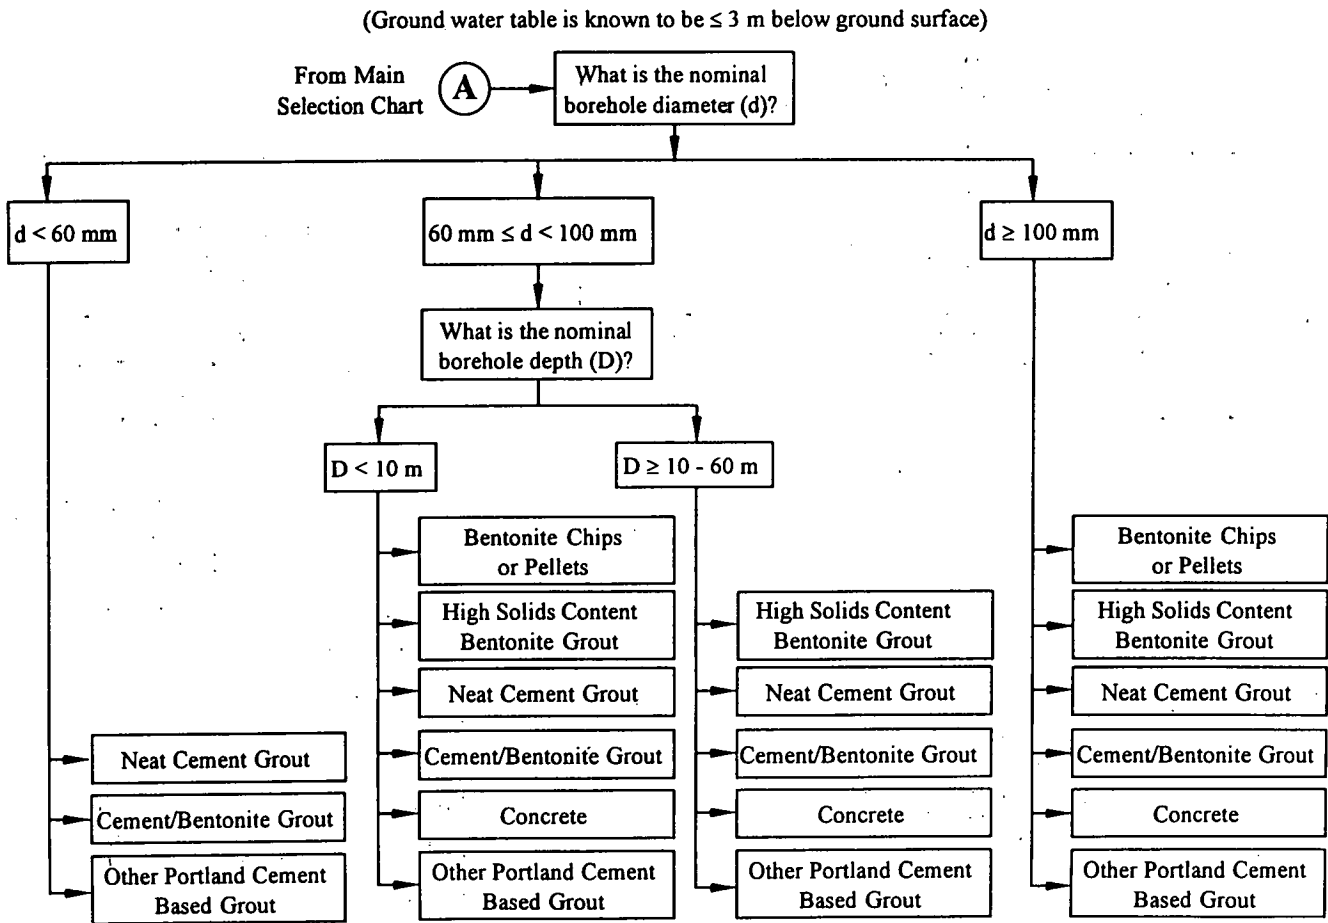 (Ground water table is known to be ≤ 3 m below ground surface)
From Main
Selection Chart
A
What is the nominal
borehole diameter (d)?
d < 60 mm
60 mm ≤ d < 100 mm
d ≥ 100 mm
What is the nominal
borehole depth (D)?
D < 10 m
D ≥ 10 - 60 m
Neat Cement Grout
Cement/Bentonite Grout
Other Portland Cement
Based Grout
Bentonite Chips
or Pellets
High Solids Content
Bentonite Grout
Neat Cement Grout
Cement/Bentonite Grout
Concrete
Other Portland Cement
Based Grout
High Solids Content
Bentonite Grout
Neat Cement Grout
Cement/Bentonite Grout
Concrete
Other Portland Cement
Based Grout
Bentonite Chips
or Pellets
High Solids Content
Bentonite Grout
Neat Cement Grout
Cement/Bentonite Grout
Concrete
Other Portland Cement
Based Grout